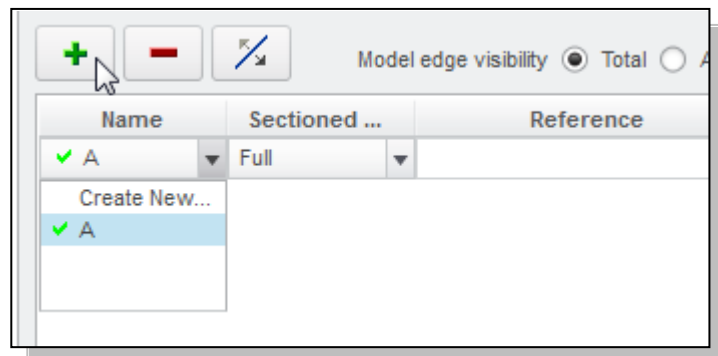 Model edge visibility Total
Name Sectioned ... Reference
A Full
Create New...
A